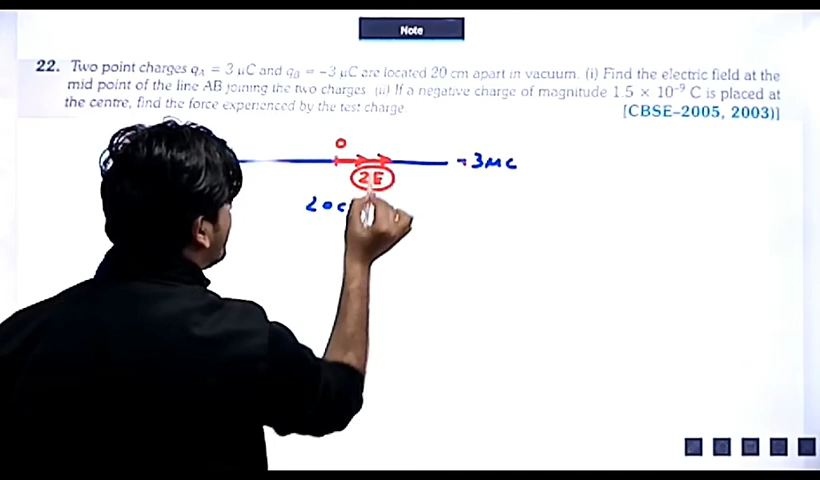 Note
22. Two point charges qA = 3 μC and qB = −3 μC are located 20 cm apart in vacuum. (i) Find the electric field at the
mid point of the line AB joining the two charges. (ii) If a negative charge of magnitude 1.5 × 10⁻⁹ C is placed at
the centre, find the force experienced by the test charge
[CBSE–2005, 2003)]
O
-3μC
2E
20c